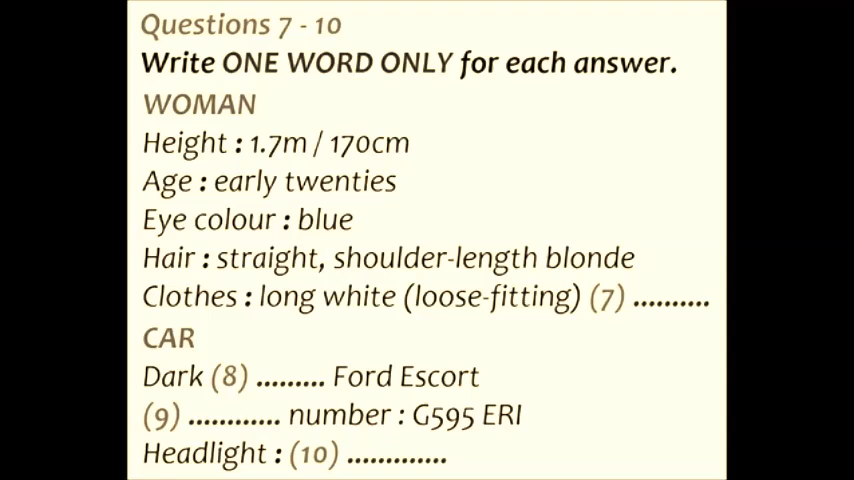 Questions 7 - 10
Write ONE WORD ONLY for each answer.
WOMAN
Height : 1.7m / 170cm
Age : early twenties
Eye colour : blue
Hair : straight, shoulder-length blonde
Clothes : long white (loose-fitting) (7) ..........
CAR
Dark (8) ......... Ford Escort
(9) ............ number : G595 ERI
Headlight : (10) .............